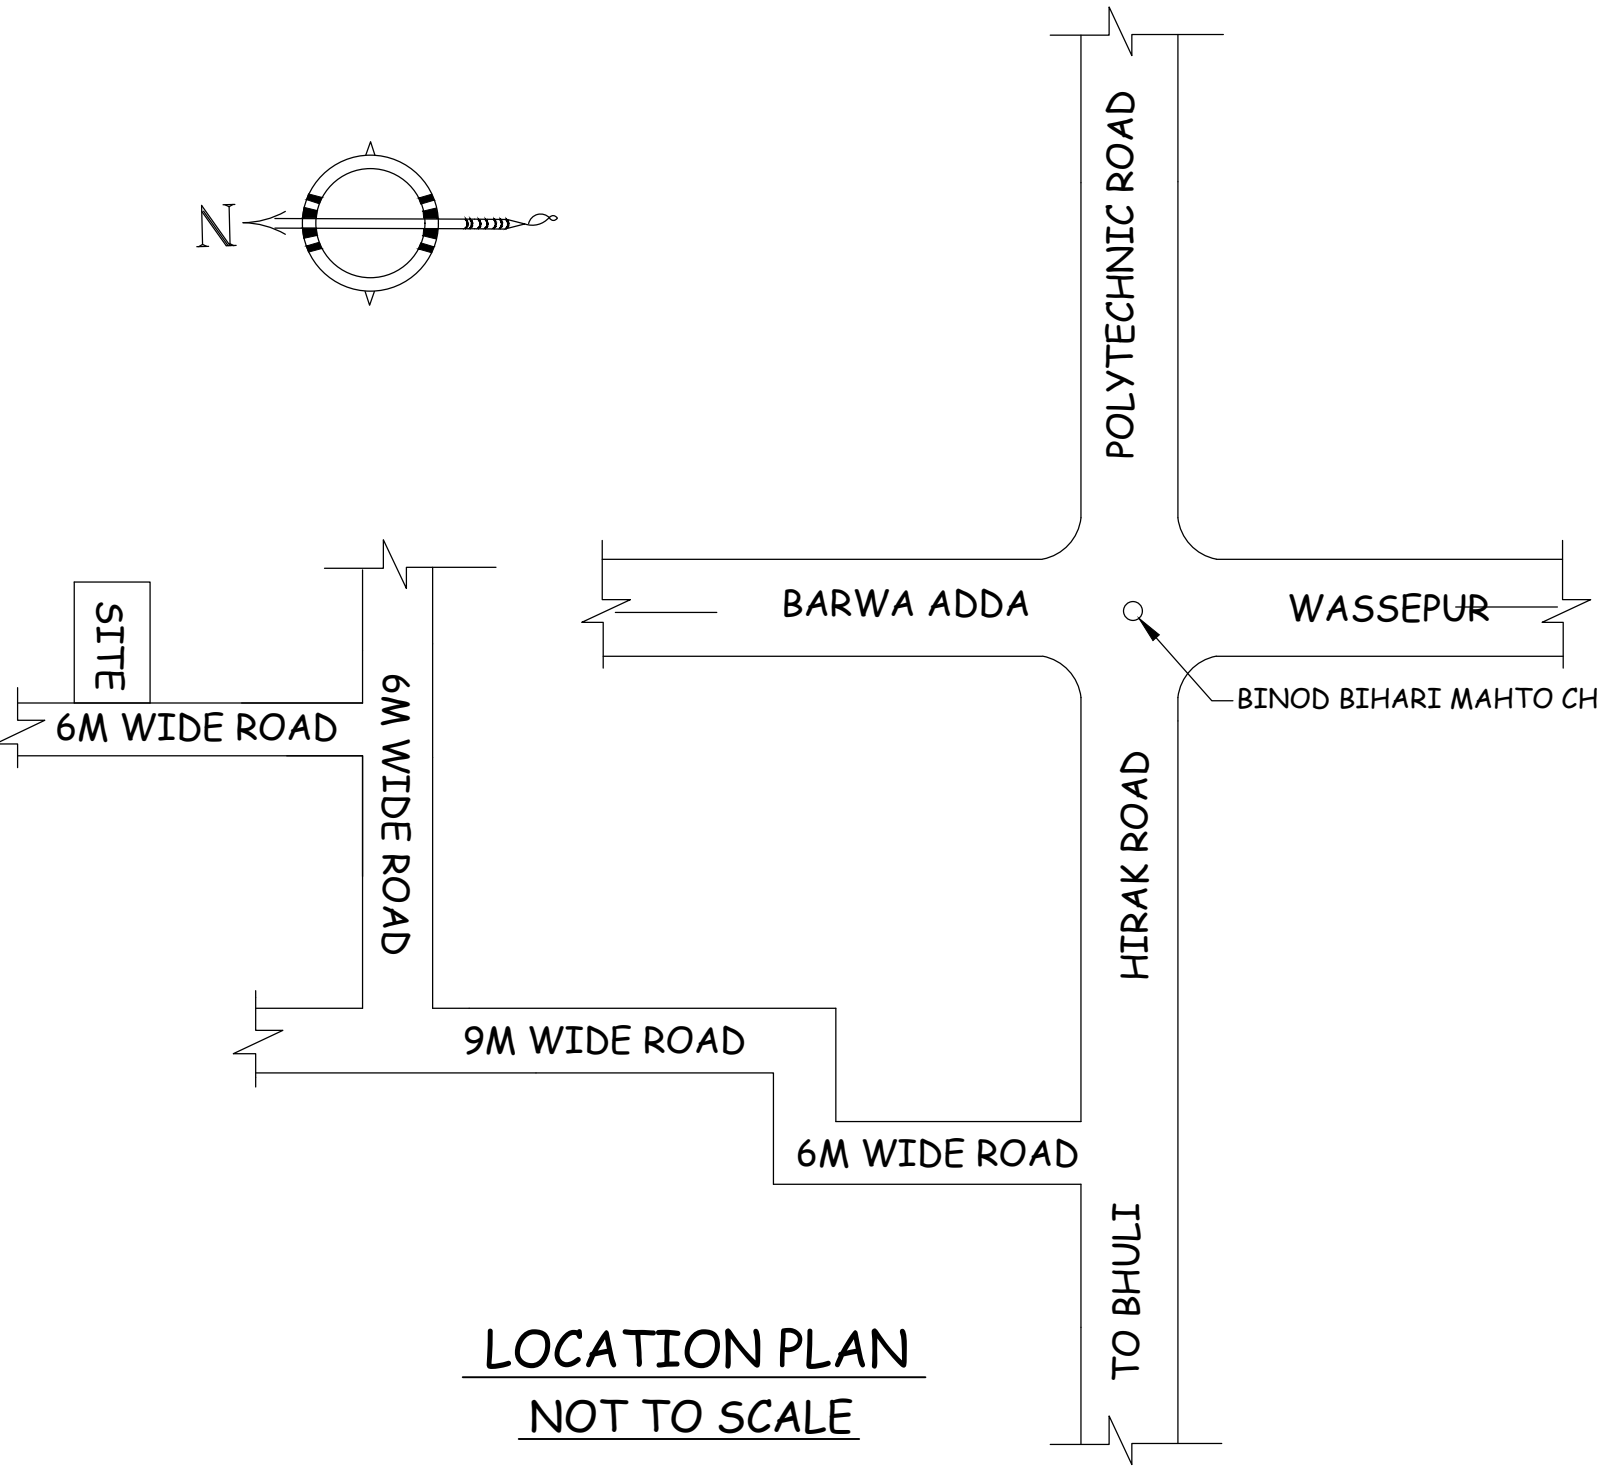 POLYTECHNIC ROAD
N
BARWA ADDA
WASSEPUR
SITE
6M WIDE ROAD
6M WIDE ROAD
BINOD BIHARI MAHTO CH
HIRAK ROAD
9M WIDE ROAD
6M WIDE ROAD
TO BHULI
LOCATION PLAN
NOT TO SCALE